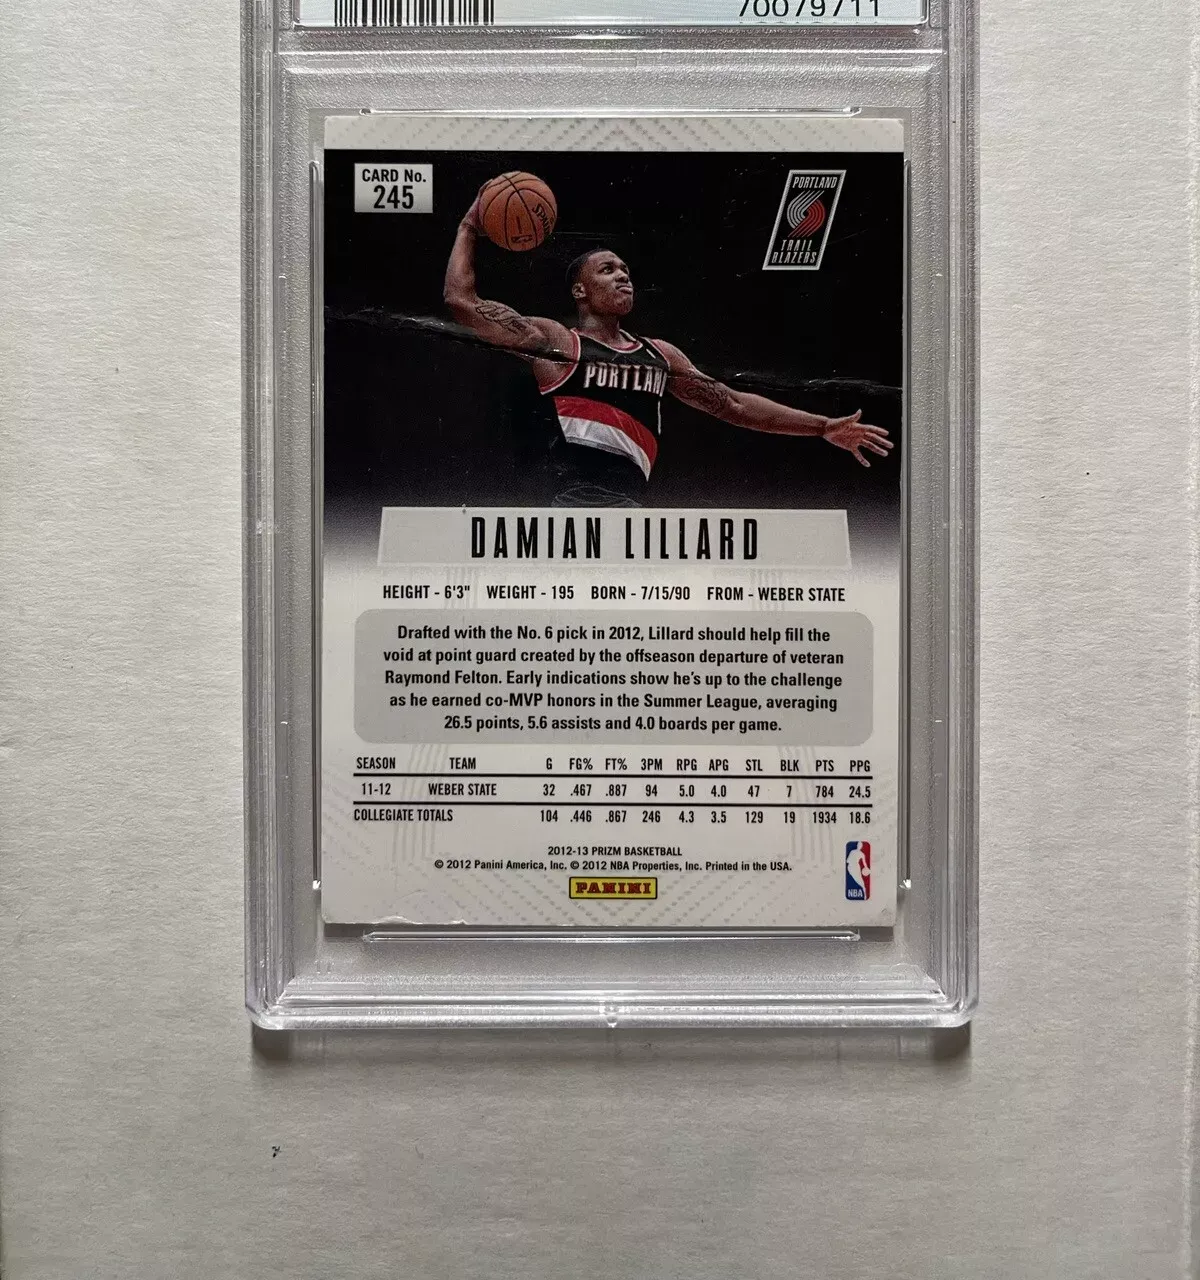 70079711
CARD No.
245
PORTLAND
TRAIL
BLAZERS
PORTLAN
DAMIAN LILLARD
HEIGHT - 6'3" WEIGHT - 195 BORN - 7/15/90 FROM - WEBER STATE
Drafted with the No. 6 pick in 2012, Lillard should help fill the
void at point guard created by the offseason departure of veteran
Raymond Felton. Early indications show he's up to the challenge
as he earned co-MVP honors in the Summer League, averaging
26.5 points, 5.6 assists and 4.0 boards per game.
SEASON TEAM G FG% FT% 3PM RPG APG STL BLK PTS PPG
11-12 WEBER STATE 32 .467 .887 94 5.0 4.0 47 7 784 24.5
COLLEGIATE TOTALS 104 .446 .867 246 4.3 3.5 129 19 1934 18.6
2012-13 PRIZM BASKETBALL
© 2012 Panini America, Inc. © 2012 NBA Properties, Inc. Printed in the USA.
PANINI
NBA